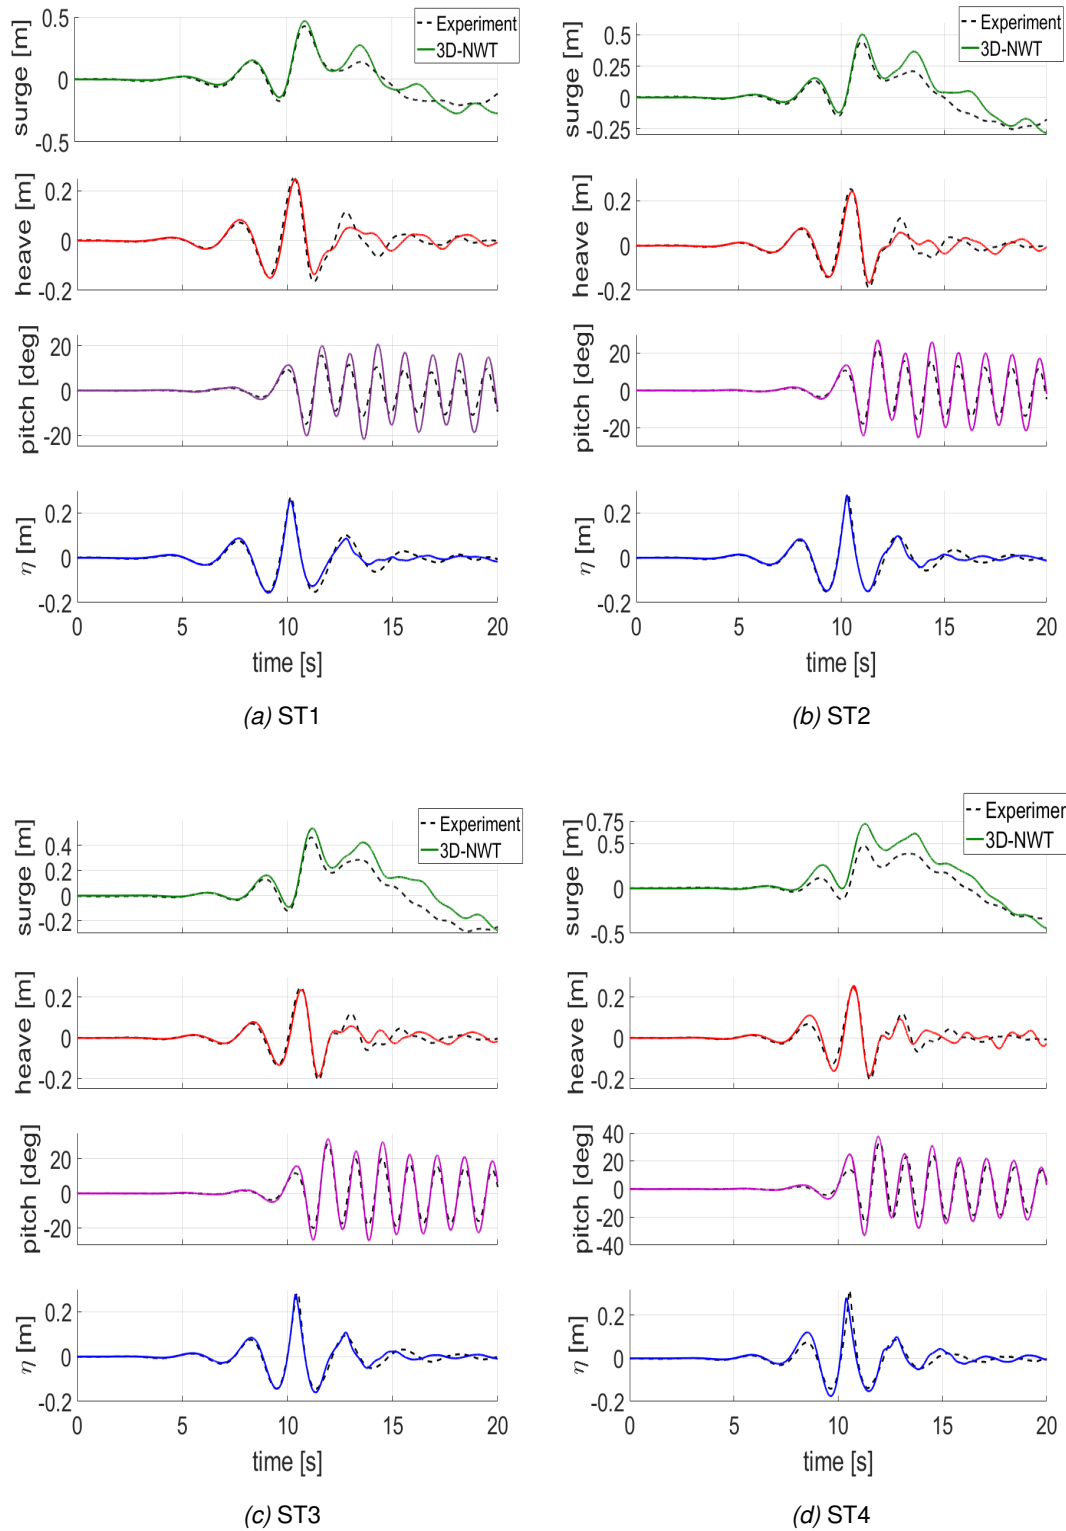 Experiment
3D-NWT
surge [m]
0.5
0
-0.5
heave [m]
0.2
0
-0.2
pitch [deg]
20
0
-20
η [m]
0.2
0
-0.2
0 5 10 15 20
time [s]
(a) ST1
Experiment
3D-NWT
surge [m]
0.5
0.25
0
-0.25
heave [m]
0.2
0
-0.2
pitch [deg]
20
0
-20
η [m]
0.2
0
-0.2
0 5 10 15 20
time [s]
(b) ST2
Experiment
3D-NWT
surge [m]
0.4
0.2
0
-0.2
heave [m]
0.2
0
-0.2
pitch [deg]
20
0
-20
η [m]
0.2
0
-0.2
0 5 10 15 20
time [s]
(c) ST3
Experimer
3D-NWT
surge [m]
0.75
0.5
0
-0.5
heave [m]
0.2
0
-0.2
pitch [deg]
40
20
0
-20
-40
η [m]
0.2
0
-0.2
0 5 10 15 20
time [s]
(d) ST4